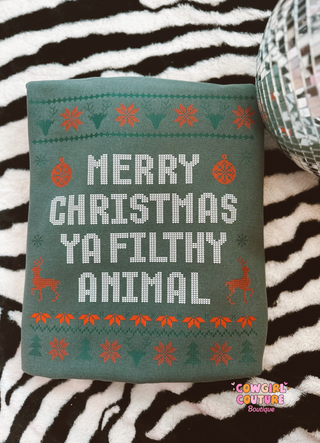 MERRY
CHRISTMAS
YA FILTHY
ANIMAL
COWGIRL
COUTURE
Boutique